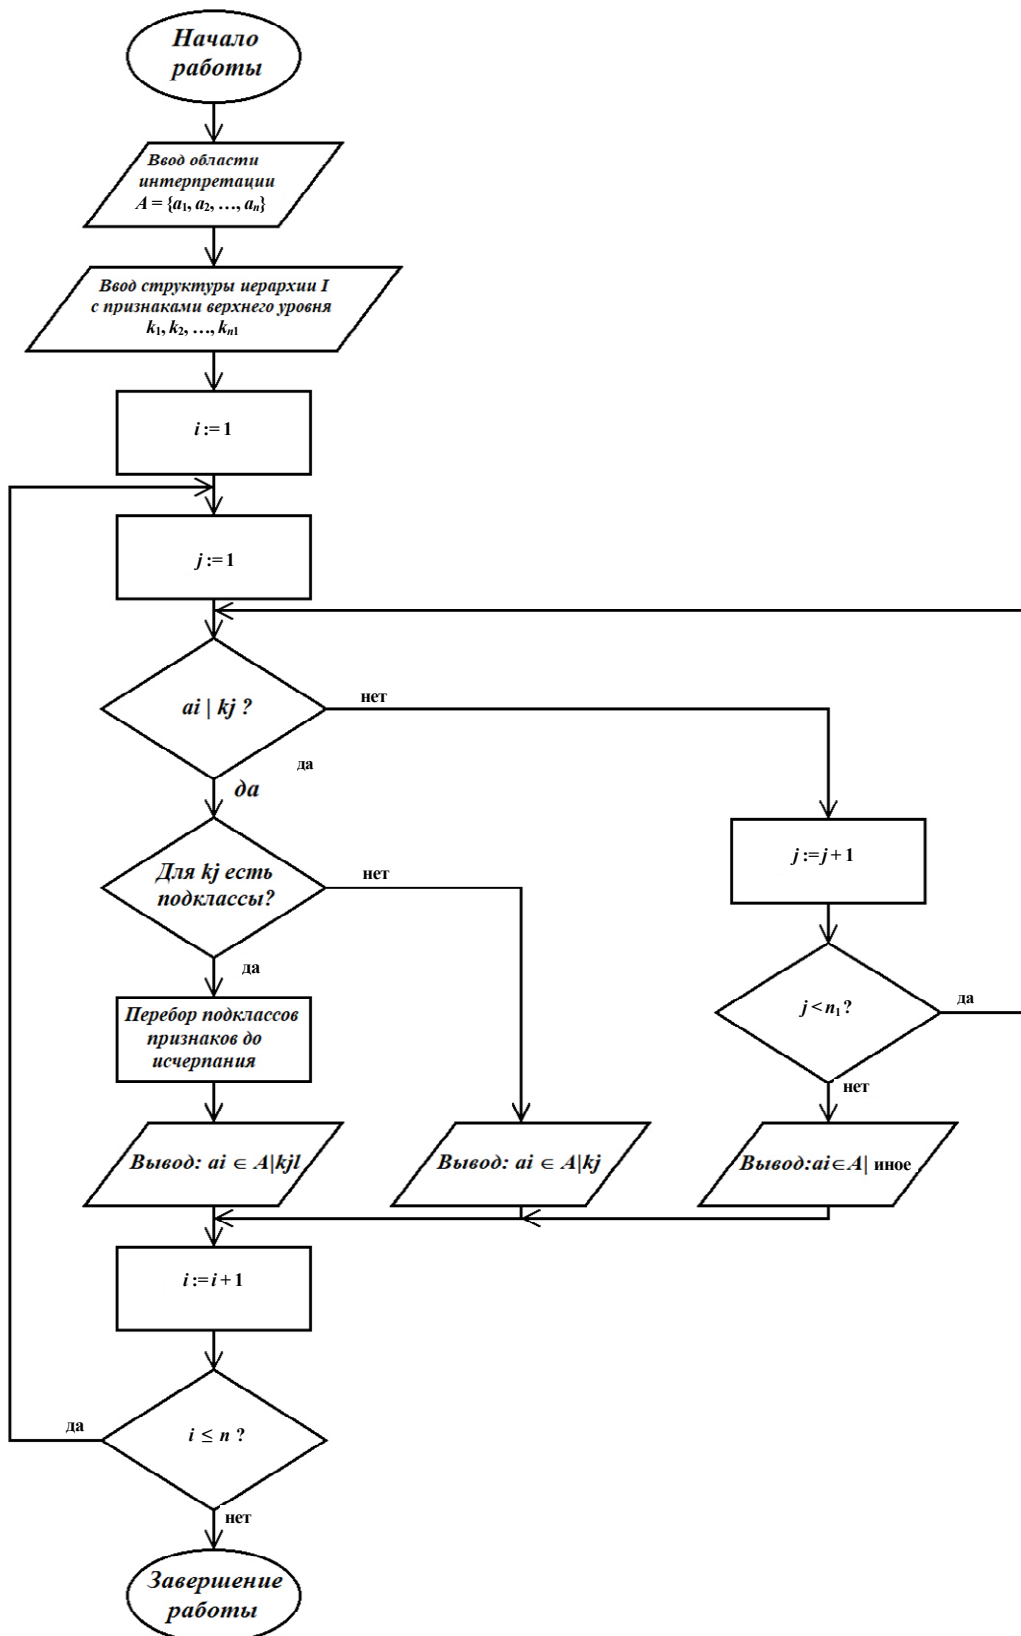 Начало
работы
Ввод области
интерпретации
A = {a₁, a₂, …, aₙ}
Ввод структуры иерархии I
с признаками верхнего уровня
k₁, k₂, …, kₙ₁
i := 1
j := 1
ai | kj ?
нет
да
да
Для kj есть
подклассы?
нет
да
Перебор подклассов
признаков до
исчерпания
j := j + 1
j < n₁ ?
да
нет
Вывод: ai ∈ A|kjl
Вывод: ai ∈ A|kj
Вывод:ai∈A| иное
i := i + 1
i ≤ n ?
да
нет
Завершение
работы